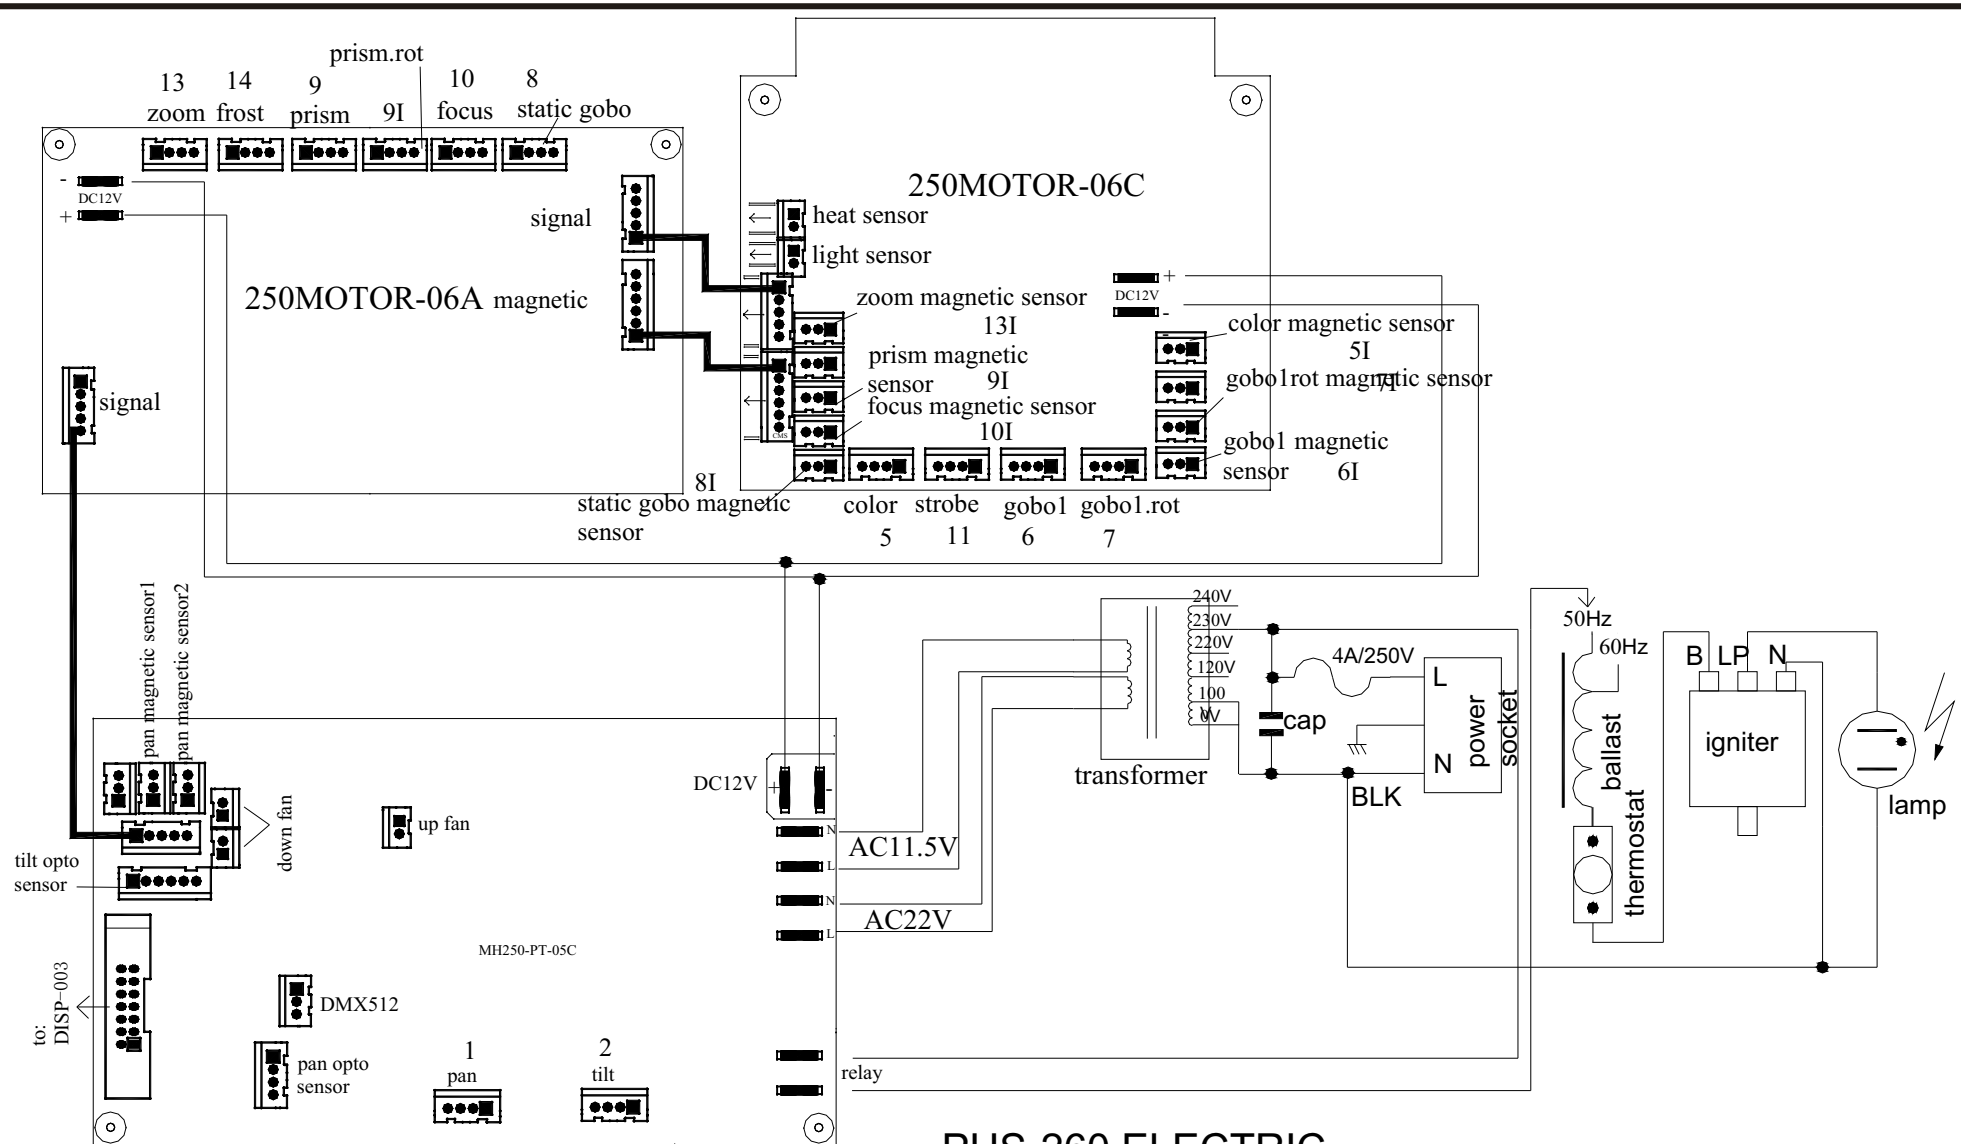 prism.rot
13
14
9
10
8
zoom
frost
prism
9I
focus
static gobo
-
DC12V
+
signal
250MOTOR-06A
magnetic
signal
250MOTOR-06C
heat sensor
light sensor
zoom magnetic sensor
13I
prism magnetic
sensor
9I
focus magnetic sensor
10I
CMS
+
DC12V
-
color magnetic sensor
5I
gobo1rot magnetic sensor
7I
gobo1 magnetic
sensor
6I
8I
static gobo magnetic
sensor
color
strobe
gobo1
gobo1.rot
5
11
6
7
pan magnetic sensor1
pan magnetic sensor2
down fan
up fan
tilt opto
sensor
to:
DISP-003
DMX512
pan opto
sensor
MH250-PT-05C
1
pan
2
tilt
DC12V
+
-
N
AC11.5V
L
N
AC22V
L
relay
240V
230V
220V
120V
100
V
0V
transformer
cap
4A/250V
L
N
power
socket
BLK
50Hz
60Hz
ballast
thermostat
B
LP
N
igniter
lamp